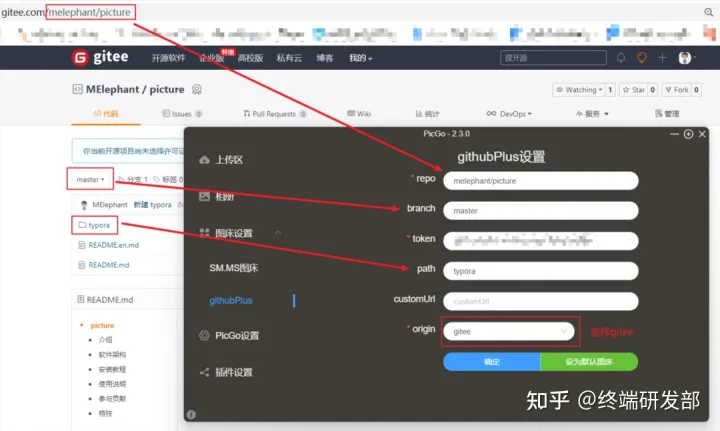 gitee.com/melephant/picture
gitee 开源软件 企业版 特惠 高校版 私有云 博客 我的 搜开源
MElephant / picture Watching 1 Star 0 Fork 0
代码 Issues 0 Pull Requests 0 Wiki 统计 DevOps 服务 管理
你当前开源项目尚未选择许可证
master 分支 1 标签 0
MElephant 新建 typora
typora
README.en.md
README.md
README.md
picture
介绍
软件架构
安装教程
使用说明
参与贡献
特技
PicGo - 2.3.0
上传区
相册
图床设置
SM.MS图床
githubPlus
PicGo设置
插件设置
githubPlus设置
* repo melephant/picture
branch master
* token
path typora
customUrl customUrl
* origin gitee 选择gitee
确定 设为默认图床
知乎 @终端研发部